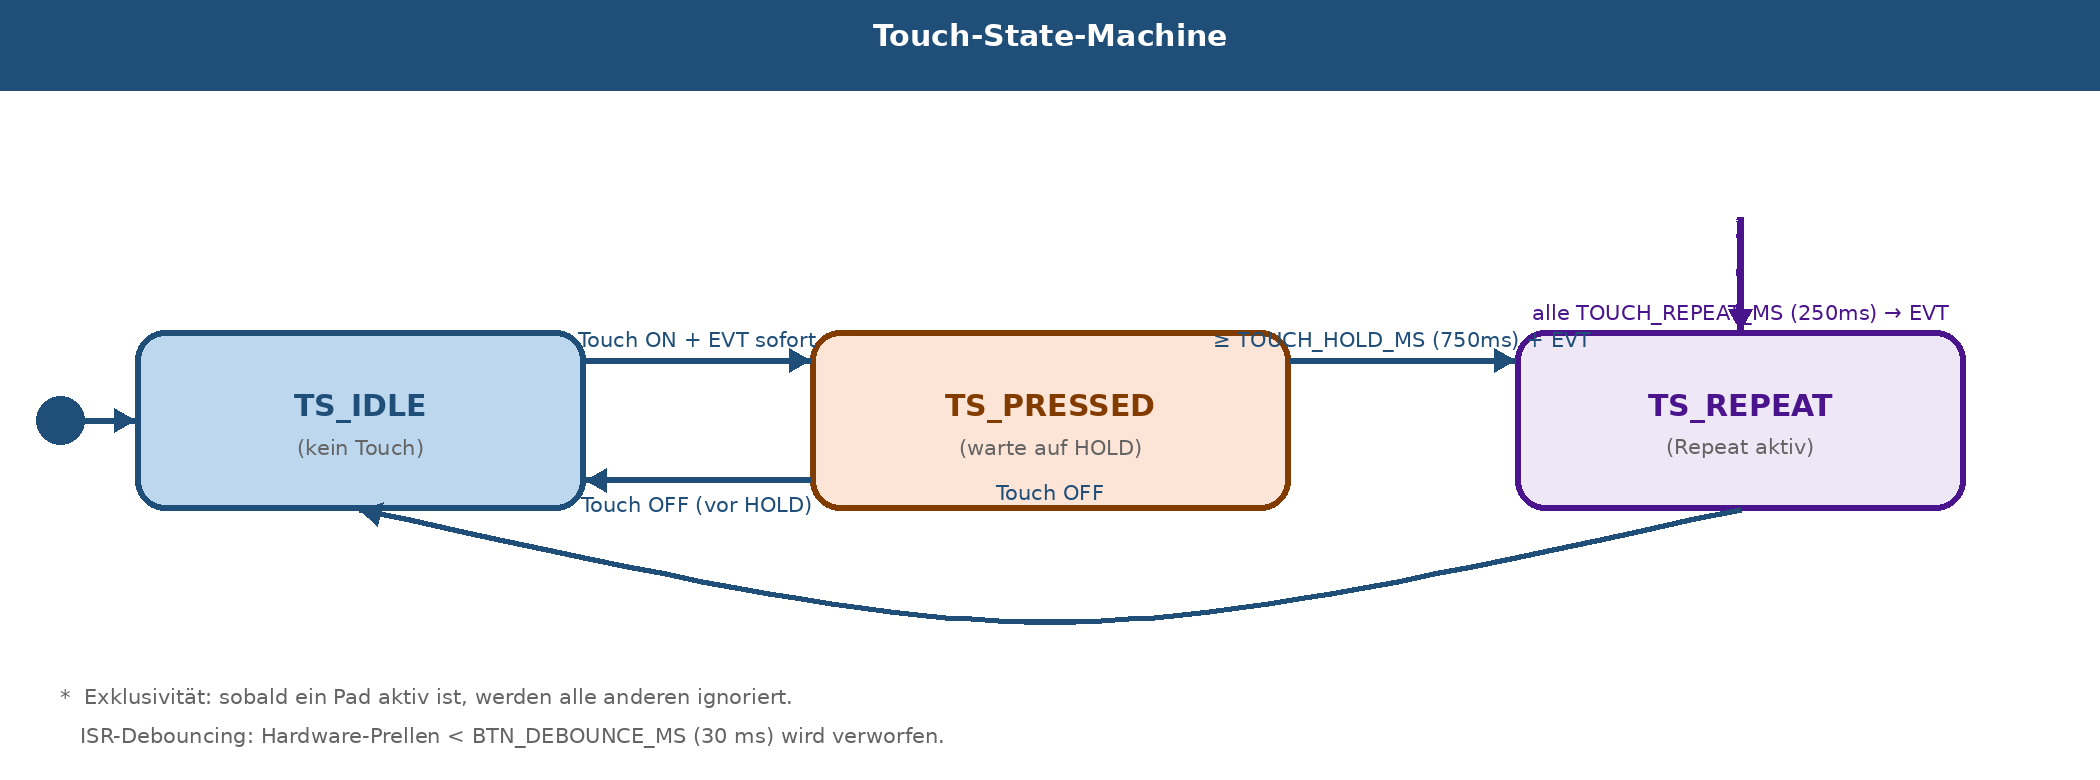 Touch-State-Machine
alle TOUCH_REPEAT_MS (250ms) → EVT
Touch ON + EVT sofort
≥ TOUCH_HOLD_MS (750ms) + EVT
TS_IDLE
(kein Touch)
TS_PRESSED
(warte auf HOLD)
TS_REPEAT
(Repeat aktiv)
Touch OFF
Touch OFF (vor HOLD)
* Exklusivität: sobald ein Pad aktiv ist, werden alle anderen ignoriert.
ISR-Debouncing: Hardware-Prellen < BTN_DEBOUNCE_MS (30 ms) wird verworfen.